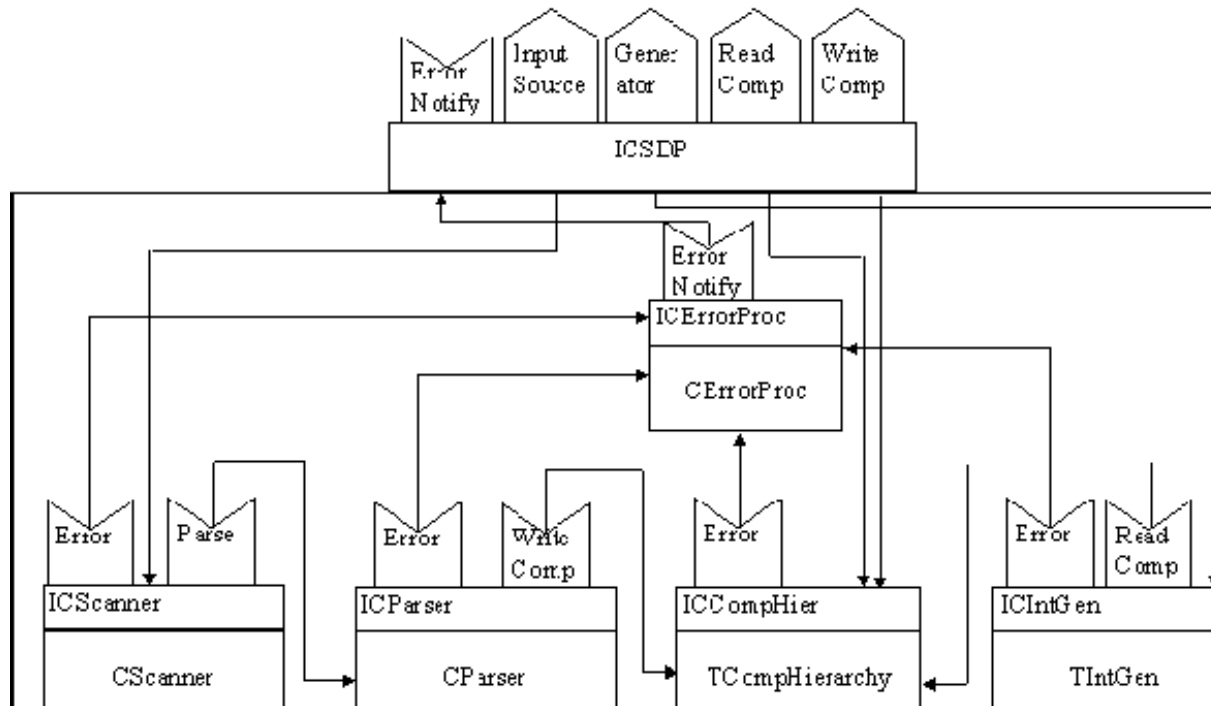 Error
Notify
Input
Source
Gener
ator
Read
Comp
Write
Comp
ICSDP
Error
Notify
ICErrorProc
CErrorProc
Error
Parse
Error
Write
Comp
Error
Error
Read
Comp
ICScanner
ICParser
ICCompHier
ICIntGen
CScanner
CParser
TCompHierarchy
TIntGen